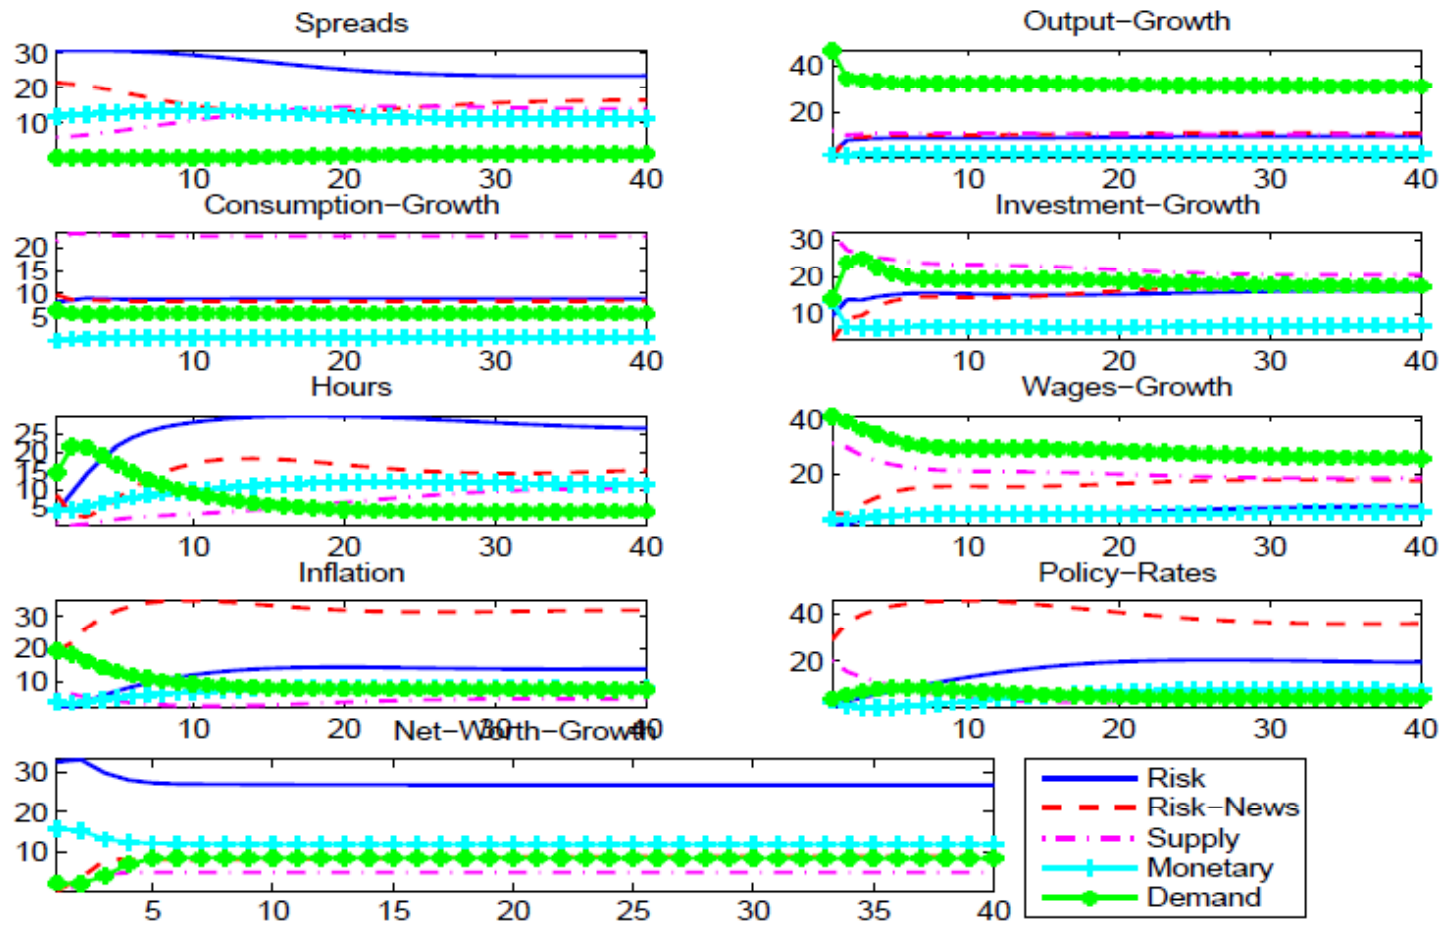 Spreads
30
20
10
10 20 30 40
Output-Growth
40
20
10 20 30 40
Consumption-Growth
20
15
10
5
10 20 30 40
Investment-Growth
30
20
10
10 20 30 40
Hours
25
20
15
10
5
10 20 30 40
Wages-Growth
40
20
10 20 30 40
Inflation
30
20
10
10 20 30 40
Policy-Rates
40
20
10 20 30 40
Net-Worth-Growth
30
20
10
5 10 15 20 25 30 35 40
Risk
Risk-News
Supply
Monetary
Demand